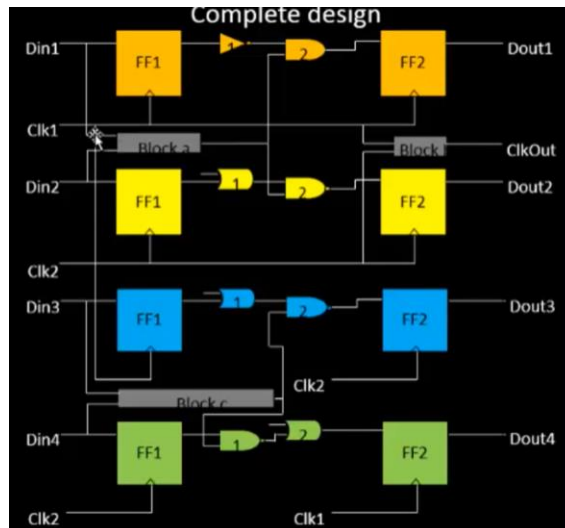 Complete design
Din1
FF1
1
2
FF2
Dout1
Clk1
Block a
Block
ClkOut
Din2
FF1
1
2
FF2
Dout2
Clk2
Din3
FF1
1
2
FF2
Dout3
Clk2
Block c
Din4
FF1
1
2
FF2
Dout4
Clk2
Clk1